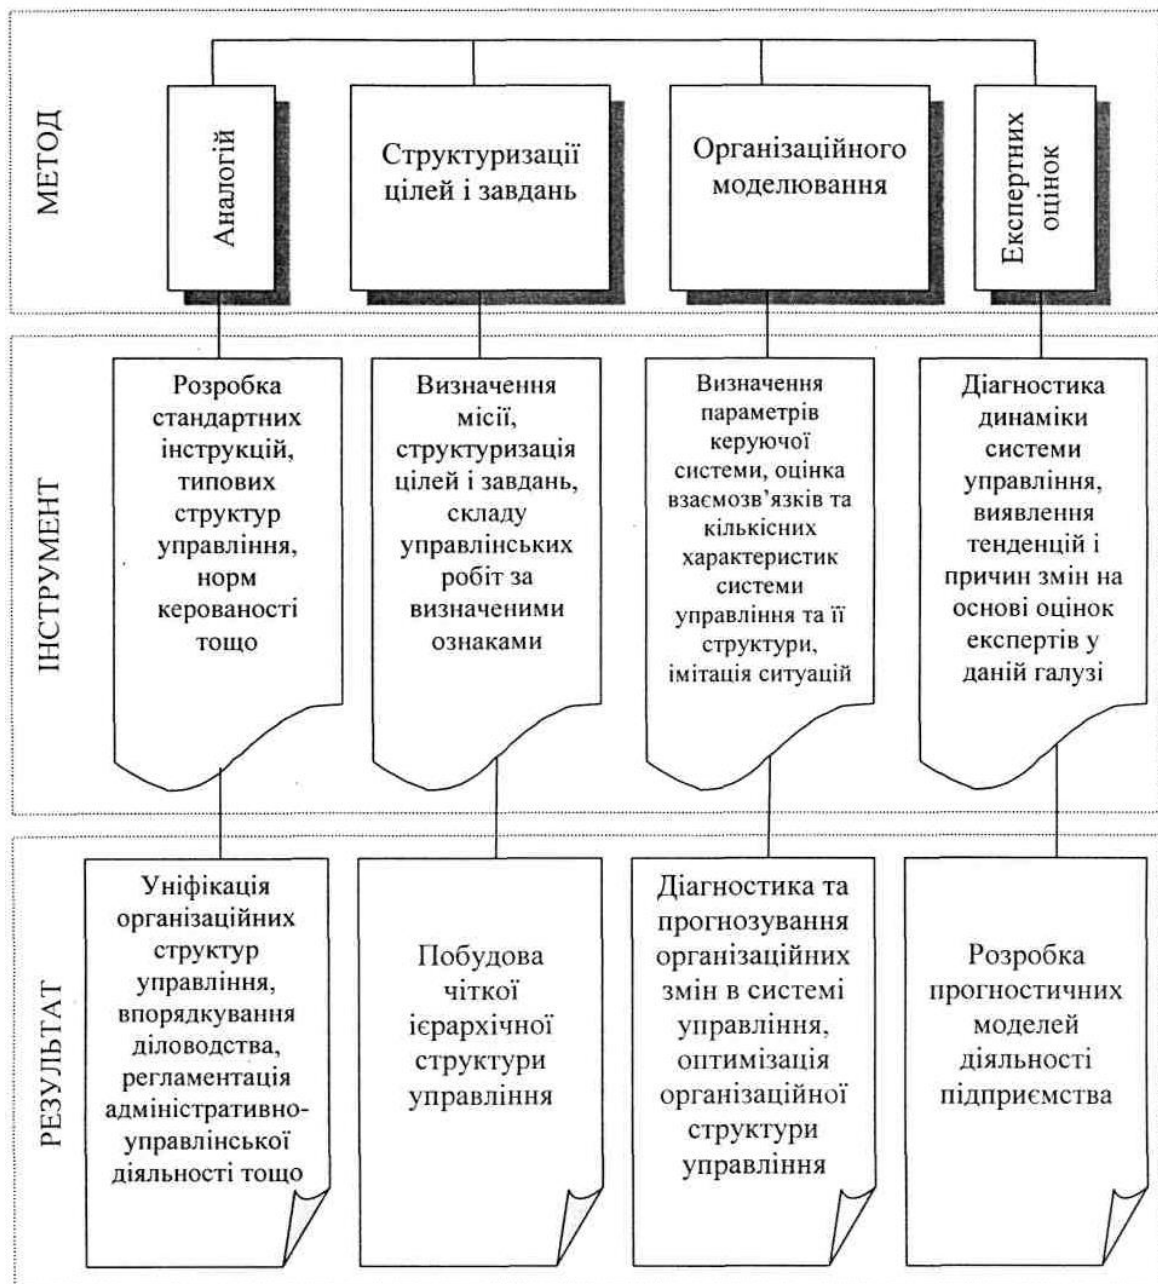 МЕТОД
Аналогій
Структуризації
цілей і завдань
Організаційного
моделювання
Експертних
оцінок
ІНСТРУМЕНТ
Розробка
стандартних
інструкцій,
типових
структур
управління,
норм
керованості
тощо
Визначення
місії,
структуризація
цілей і завдань,
складу
управлінських
робіт за
визначеними
ознаками
Визначення
параметрів
керуючої
системи, оцінка
взаємозв’язків та
кількісних
характеристик
системи
управління та її
структури,
імітація ситуацій
Діагностика
динаміки
системи
управління,
виявлення
тенденцій і
причин змін на
основі оцінок
експертів у
даній галузі
РЕЗУЛЬТАТ
Уніфікація
організаційних
структур
управління,
впорядкування
діловодства,
регламентація
адміністративно-
управлінської
діяльності тощо
Побудова
чіткої
ієрархічної
структури
управління
Діагностика та
прогнозування
організаційних
змін в системі
управління,
оптимізація
організаційної
структури
управління
Розробка
прогностичних
моделей
діяльності
підприємства